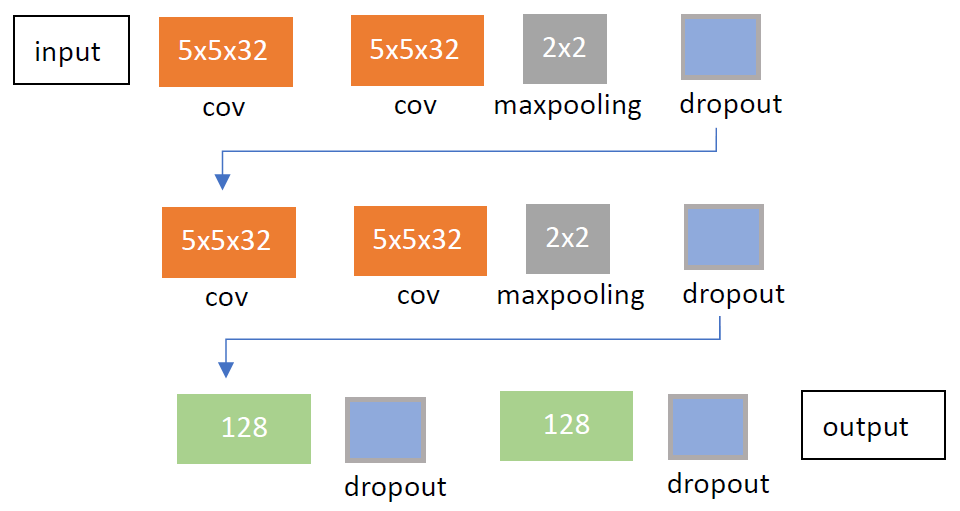 input
5x5x32
5x5x32
2x2
cov
cov
maxpooling
dropout
5x5x32
5x5x32
2x2
cov
cov
maxpooling
dropout
128
128
output
dropout
dropout